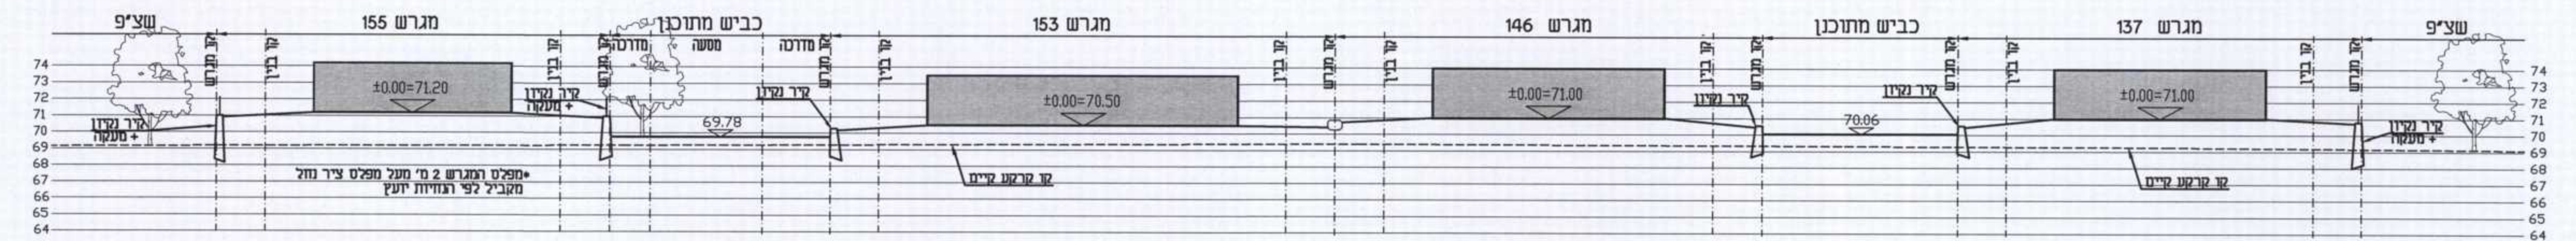 שצ"פ
מגרש 155
כביש מתוכנן
מגרש 153
מגרש 146
כביש מתוכנן
מגרש 137
שצ"פ
קו מגרש
קו בנין
קו בנין
קו מגרש
מדרכה
מסעה
מדרכה
קו מגרש
קו בנין
קו בנין
קו מגרש
קו בנין
קו בנין
קו מגרש
קו מגרש
קו בנין
קו בנין
קו מגרש
74
73
72
71
70
69
68
67
66
65
64
±0.00=71.20
±0.00=70.50
±0.00=71.00
±0.00=71.00
קיר נקיון
+ מעקה
קיר נקיון
+ מעקה
69.78
קיר נקיון
קיר נקיון
70.06
קיר נקיון
קיר נקיון
+ מעקה
*מפלס המגרש 2 מ' מעל מפלס ציר נחל
מקביל לפי הנחיות יועץ
קו קרקע קיים
קו קרקע קיים
74
73
72
71
70
69
68
67
66
65
64